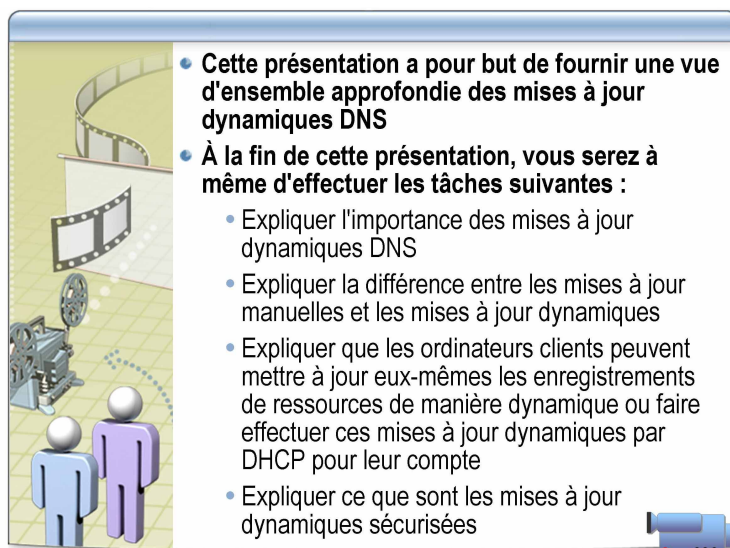 Cette présentation a pour but de fournir une vue
d'ensemble approfondie des mises à jour
dynamiques DNS
À la fin de cette présentation, vous serez à
même d'effectuer les tâches suivantes :
Expliquer l'importance des mises à jour
dynamiques DNS
Expliquer la différence entre les mises à jour
manuelles et les mises à jour dynamiques
Expliquer que les ordinateurs clients peuvent
mettre à jour eux-mêmes les enregistrements
de ressources de manière dynamique ou faire
effectuer ces mises à jour dynamiques par
DHCP pour leur compte
Expliquer ce que sont les mises à jour
dynamiques sécurisées